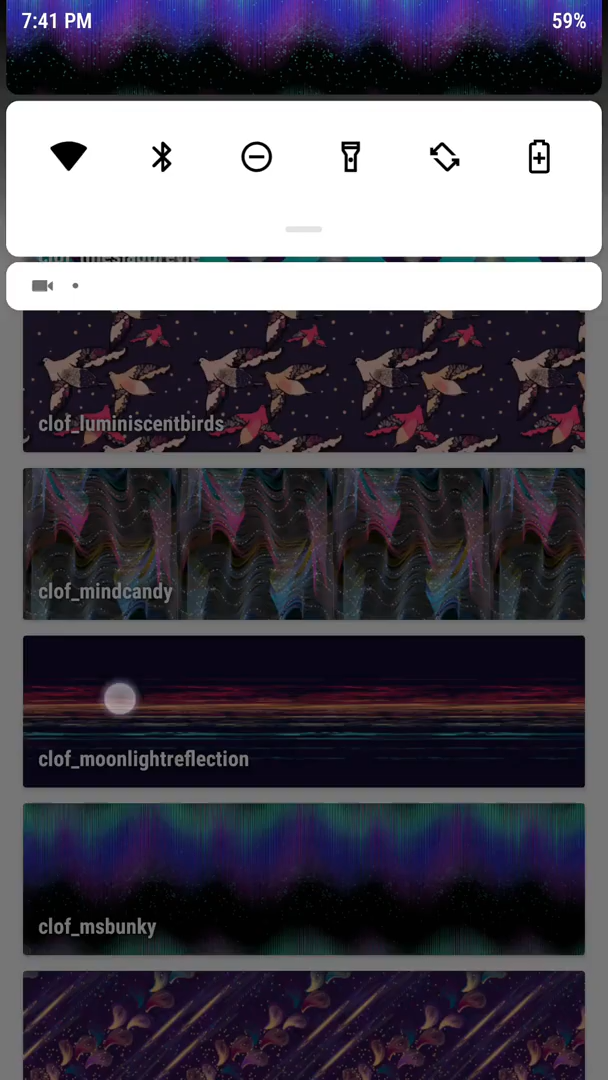 7:41 PM 59%
clof_luminiscentbirds
clof_mindcandy
clof_moonlightreflection
clof_msbunky